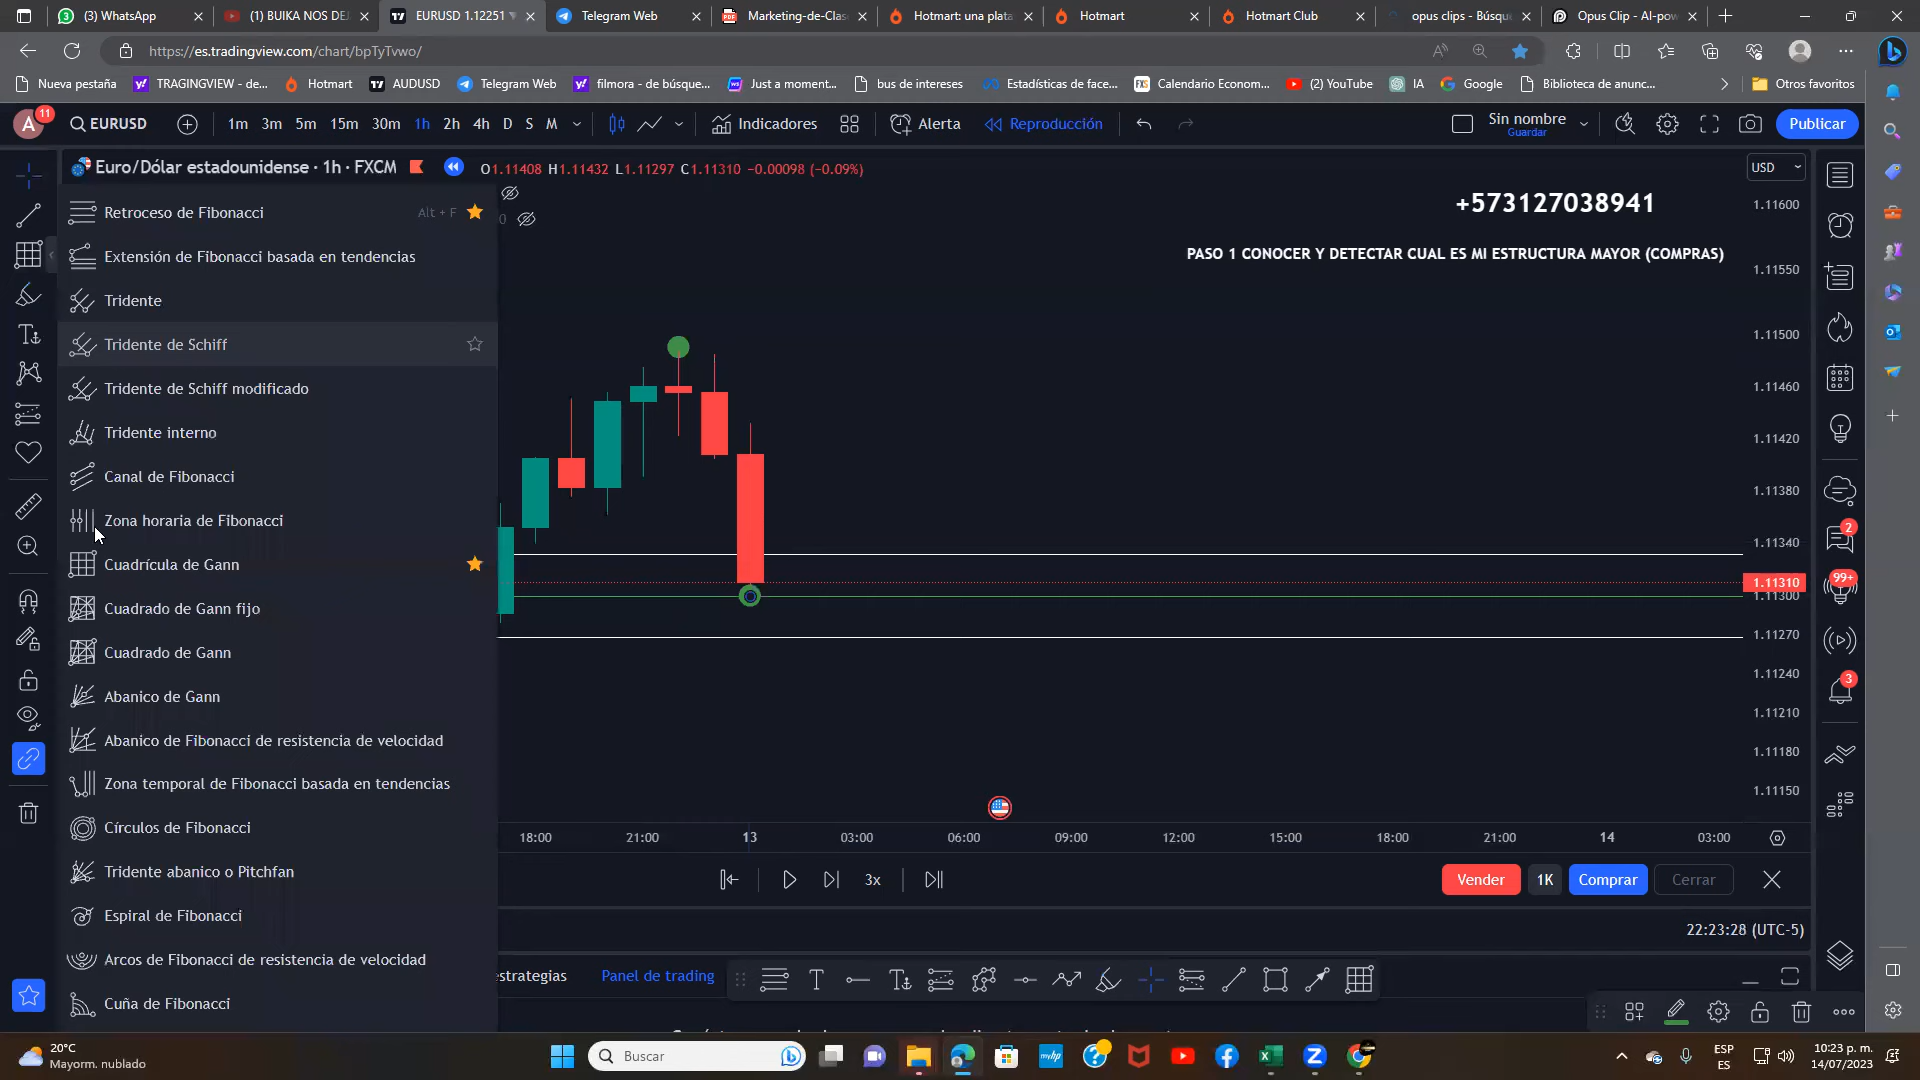 (3) WhatsApp
(1) BUIKA NOS DE
EURUSD 1.12251
Telegram Web
Marketing-de-Clas
Hotmart: una plata
Hotmart
Hotmart Club
opus clips - Búsqu
Opus Clip - AI-pow
https://es.tradingview.com/chart/bpTyTvwo/
Nueva pestaña
TRAGINGVIEW - de...
Hotmart
AUDUSD
Telegram Web
filmora - de búsque...
Just a moment...
bus de intereses
Estadísticas de face...
Calendario Econom...
(2) YouTube
IA
Google
Biblioteca de anunc...
Otros favoritos
A
11
EURUSD
1m 3m 5m 15m 30m 1h 2h 4h D S M
Indicadores
Alerta
Reproducción
Sin nombre
Guardar
Publicar
Euro/Dólar estadounidense · 1h · FXCM
O1.11408 H1.11432 L1.11297 C1.11310 −0.00098 (−0.09%)
USD
0
Retroceso de Fibonacci
Alt + F
Extensión de Fibonacci basada en tendencias
Tridente
Tridente de Schiff
Tridente de Schiff modificado
Tridente interno
Canal de Fibonacci
Zona horaria de Fibonacci
Cuadrícula de Gann
Cuadrado de Gann fijo
Cuadrado de Gann
Abanico de Gann
Abanico de Fibonacci de resistencia de velocidad
Zona temporal de Fibonacci basada en tendencias
Círculos de Fibonacci
Tridente abanico o Pitchfan
Espiral de Fibonacci
Arcos de Fibonacci de resistencia de velocidad
Cuña de Fibonacci
+573127038941
PASO 1 CONOCER Y DETECTAR CUAL ES MI ESTRUCTURA MAYOR (COMPRAS)
1.11600
1.11550
1.11500
1.11460
1.11420
1.11380
1.11340
1.11310
1.11300
1.11270
1.11240
1.11210
1.11180
1.11150
2
99+
3
18:00 21:00 13 03:00 06:00 09:00 12:00 15:00 18:00 21:00 14 03:00
3x
Vender
1K
Comprar
Cerrar
22:23:28 (UTC-5)
strategias
Panel de trading
20°C
Mayorm. nublado
Buscar
ESP
ES
10:23 p. m.
14/07/2023